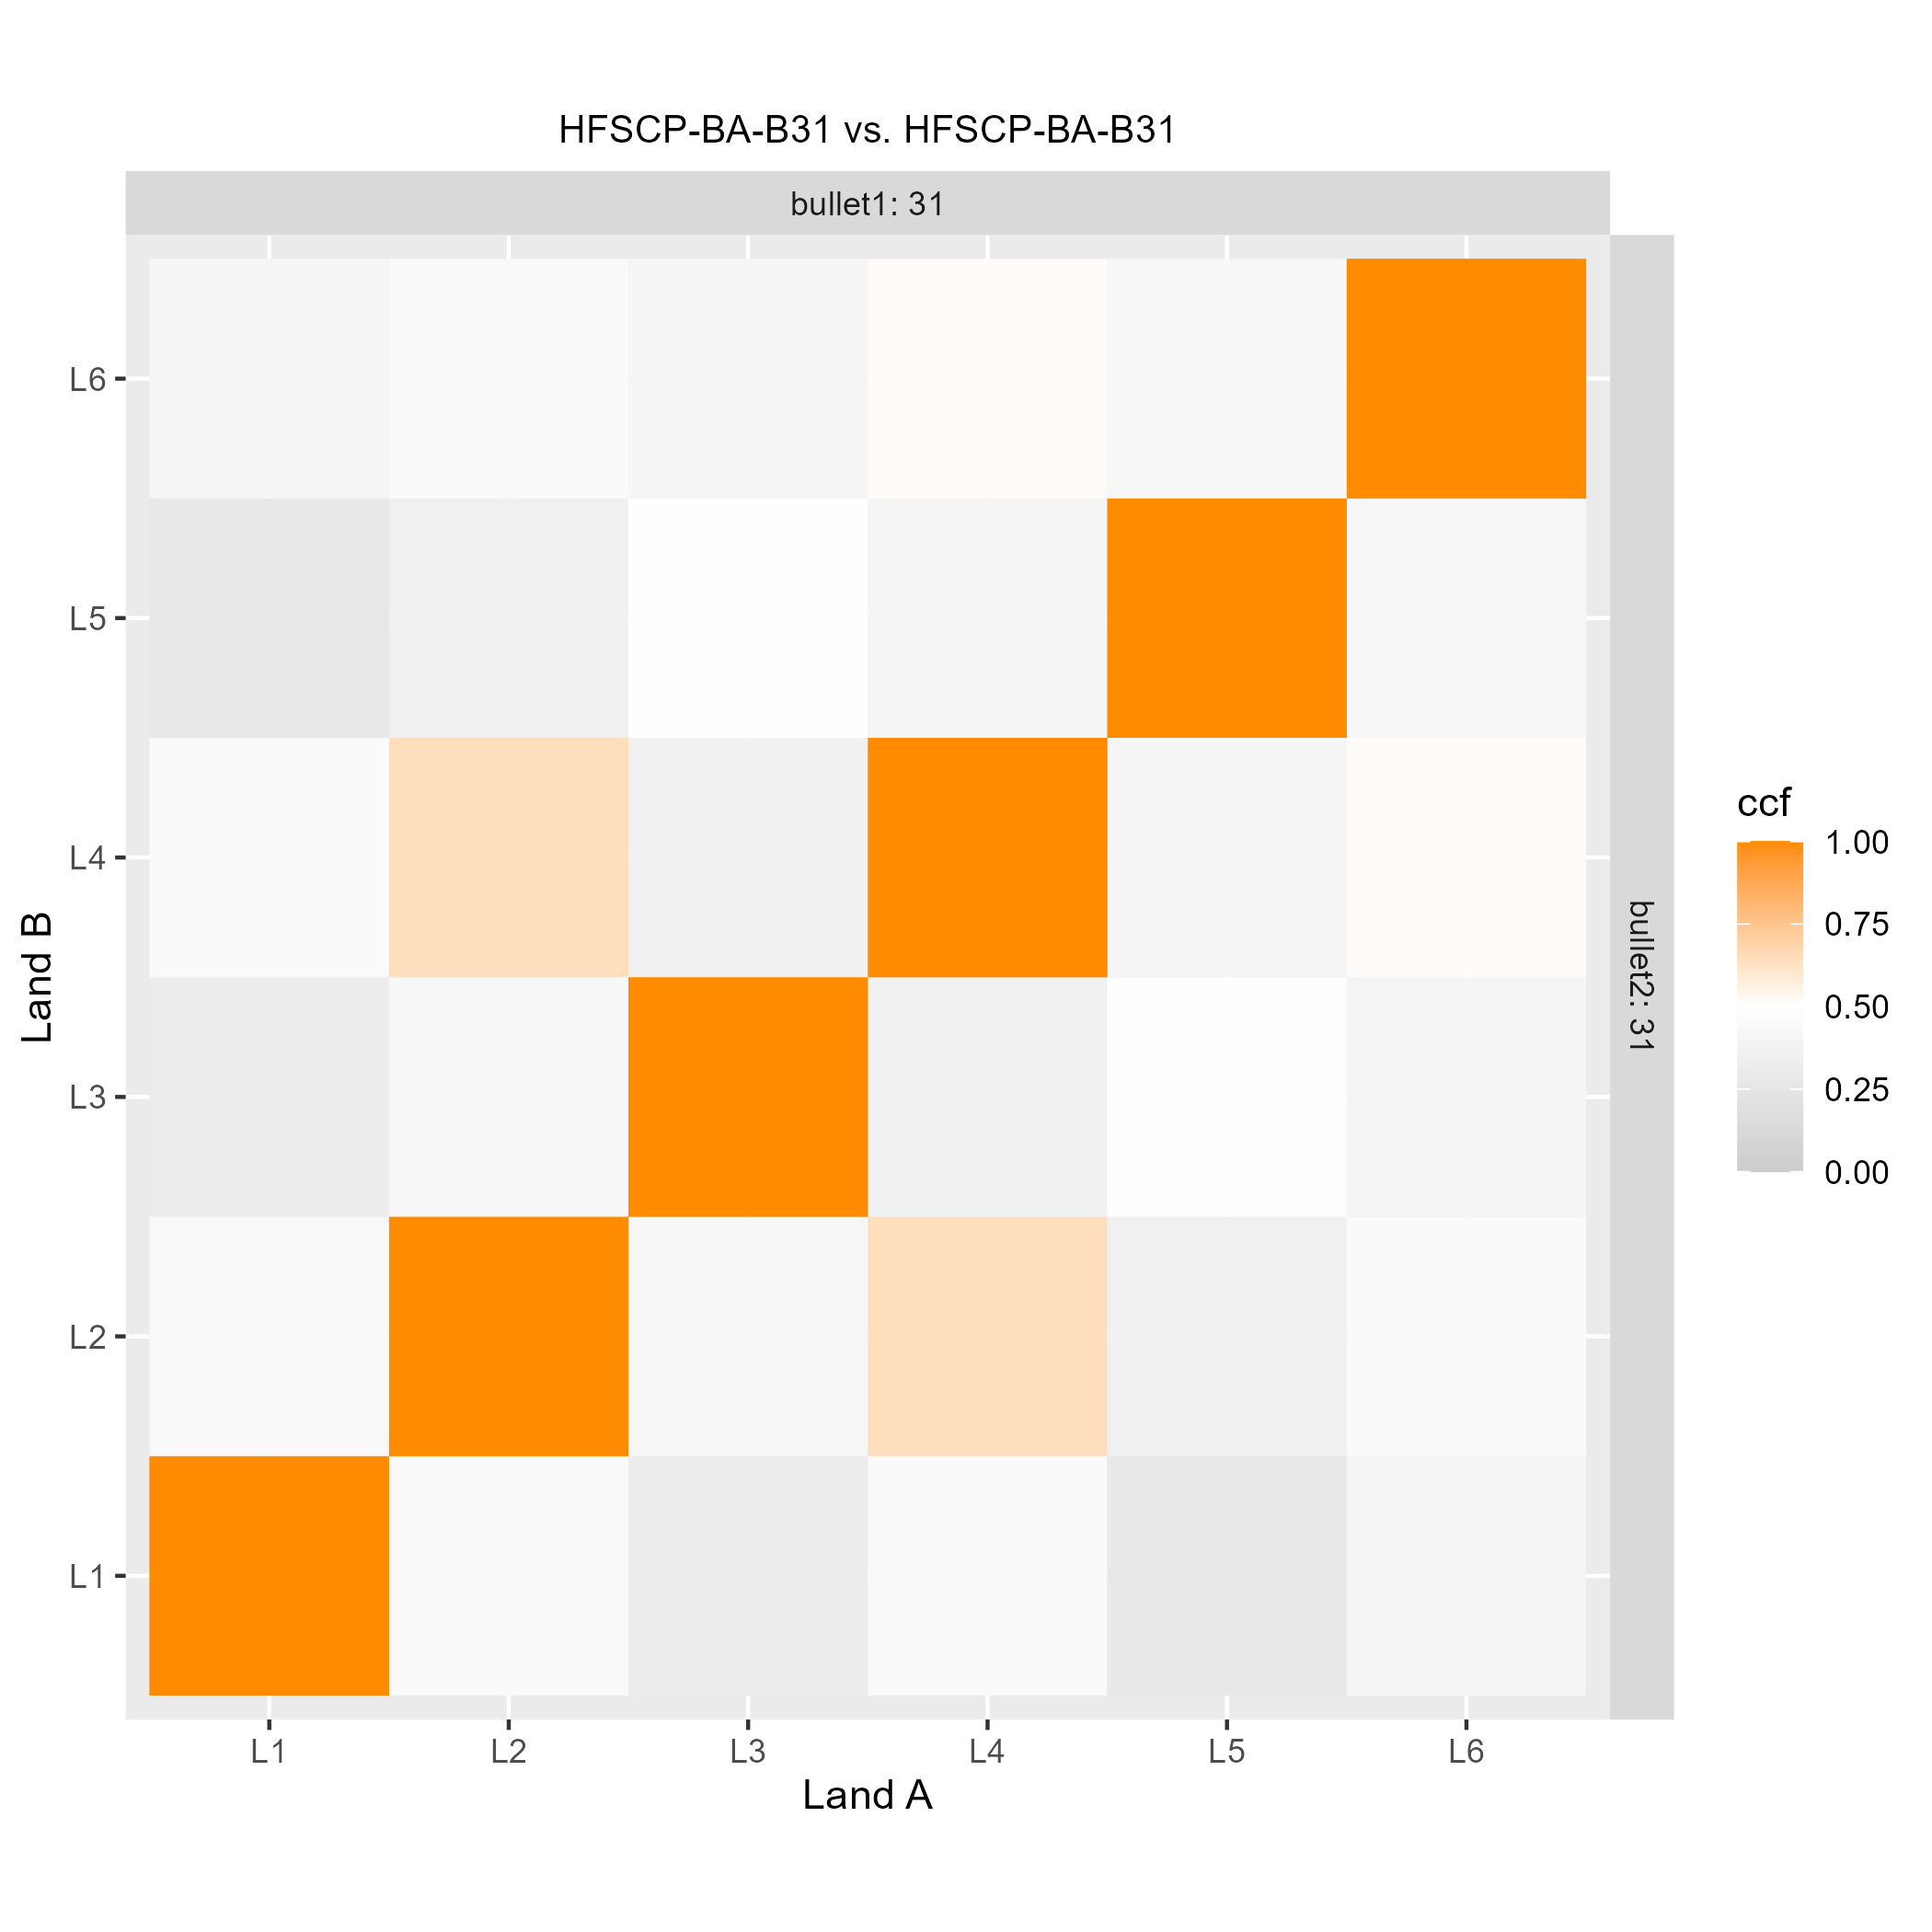 HFSCP-BA-B31 vs. HFSCP-BA-B31
bullet1: 31
L6
L5
L4
L3
L2
L1
Land B
bullet2: 31
ccf
1.00
0.75
0.50
0.25
0.00
L1 L2 L3 L4 L5 L6
Land A